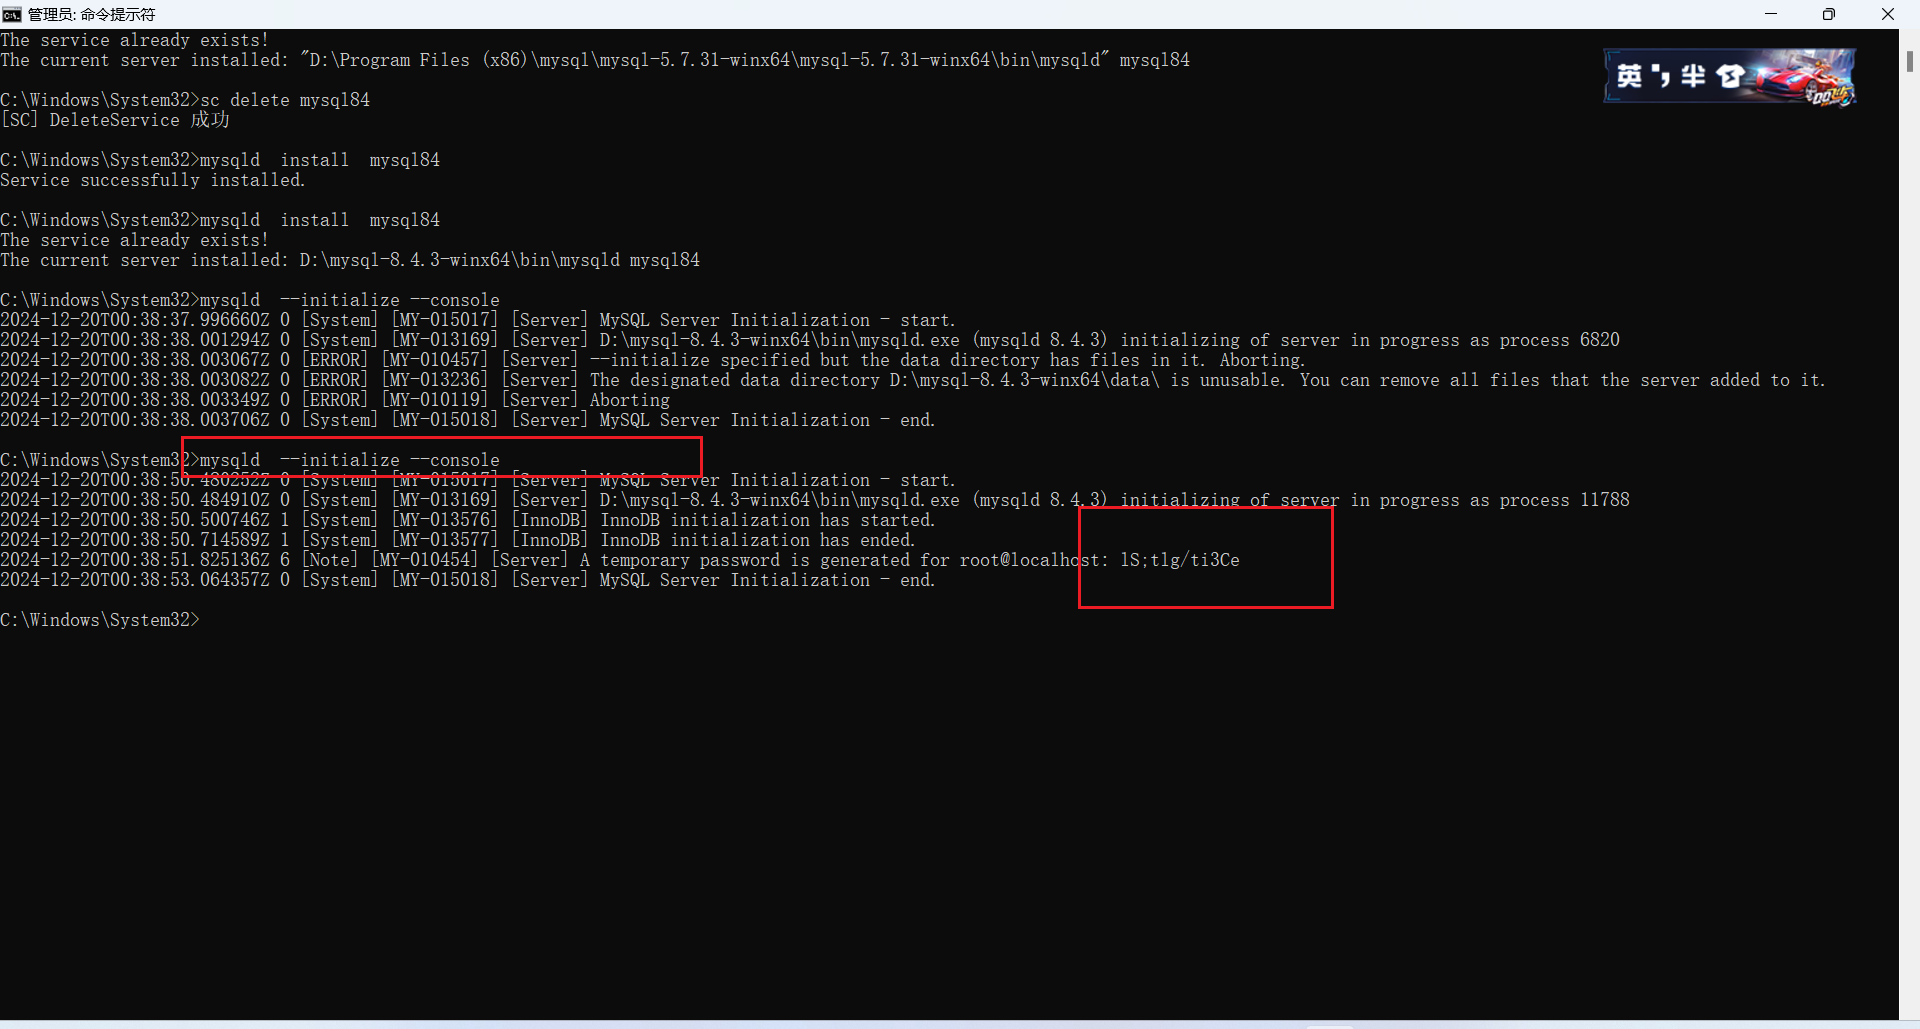 管理员: 命令提示符
The service already exists!
The current server installed: "D:\Program Files (x86)\mysql\mysql-5.7.31-winx64\mysql-5.7.31-winx64\bin\mysqld" mysql84
英 ’, 半
QQ飞车
C:\Windows\System32>sc delete mysql84
[SC] DeleteService 成功
C:\Windows\System32>mysqld  install  mysql84
Service successfully installed.
C:\Windows\System32>mysqld  install  mysql84
The service already exists!
The current server installed: D:\mysql-8.4.3-winx64\bin\mysqld mysql84
C:\Windows\System32>mysqld  --initialize --console
2024-12-20T00:38:37.996660Z 0 [System] [MY-015017] [Server] MySQL Server Initialization - start.
2024-12-20T00:38:38.001294Z 0 [System] [MY-013169] [Server] D:\mysql-8.4.3-winx64\bin\mysqld.exe (mysqld 8.4.3) initializing of server in progress as process 6820
2024-12-20T00:38:38.003067Z 0 [ERROR] [MY-010457] [Server] --initialize specified but the data directory has files in it. Aborting.
2024-12-20T00:38:38.003082Z 0 [ERROR] [MY-013236] [Server] The designated data directory D:\mysql-8.4.3-winx64\data\ is unusable. You can remove all files that the server added to it.
2024-12-20T00:38:38.003349Z 0 [ERROR] [MY-010119] [Server] Aborting
2024-12-20T00:38:38.003706Z 0 [System] [MY-015018] [Server] MySQL Server Initialization - end.
C:\Windows\System32>mysqld  --initialize --console
2024-12-20T00:38:50.480252Z 0 [System] [MY-015017] [Server] MySQL Server Initialization - start.
2024-12-20T00:38:50.484910Z 0 [System] [MY-013169] [Server] D:\mysql-8.4.3-winx64\bin\mysqld.exe (mysqld 8.4.3) initializing of server in progress as process 11788
2024-12-20T00:38:50.500746Z 1 [System] [MY-013576] [InnoDB] InnoDB initialization has started.
2024-12-20T00:38:50.714589Z 1 [System] [MY-013577] [InnoDB] InnoDB initialization has ended.
2024-12-20T00:38:51.825136Z 6 [Note] [MY-010454] [Server] A temporary password is generated for root@localhost: lS;tlg/ti3Ce
2024-12-20T00:38:53.064357Z 0 [System] [MY-015018] [Server] MySQL Server Initialization - end.
C:\Windows\System32>